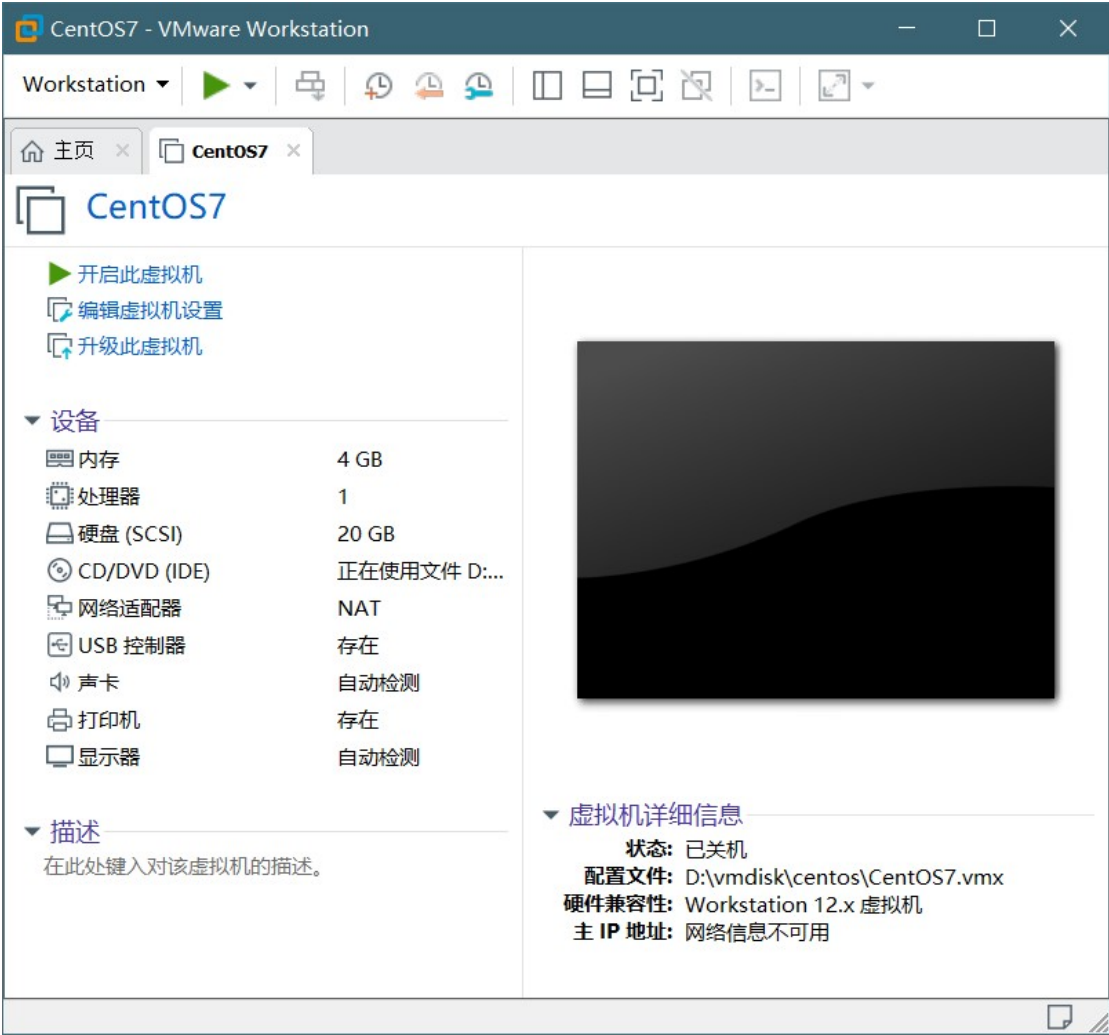 CentOS7 - VMware Workstation
Workstation
主页
CentOS7
CentOS7
开启此虚拟机
编辑虚拟机设置
升级此虚拟机
设备
内存 4 GB
处理器 1
硬盘 (SCSI) 20 GB
CD/DVD (IDE) 正在使用文件 D:...
网络适配器 NAT
USB 控制器 存在
声卡 自动检测
打印机 存在
显示器 自动检测
描述
在此处键入对该虚拟机的描述。
虚拟机详细信息
状态: 已关机
配置文件: D:\vmdisk\centos\CentOS7.vmx
硬件兼容性: Workstation 12.x 虚拟机
主 IP 地址: 网络信息不可用